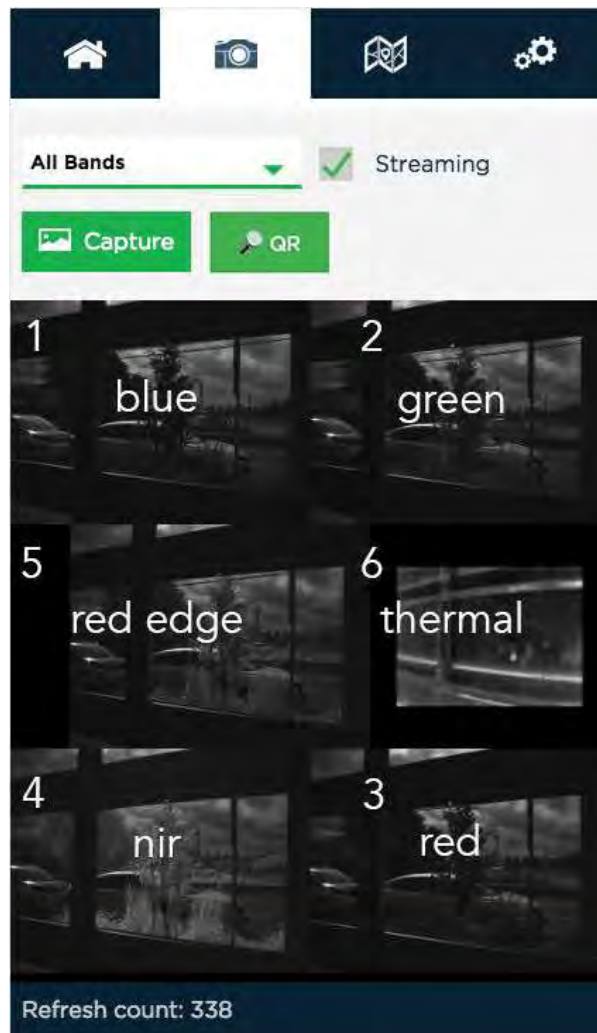 All Bands
Streaming
Capture
QR
1
2
blue
green
5
6
red edge
thermal
4
3
nir
red
Refresh count: 338